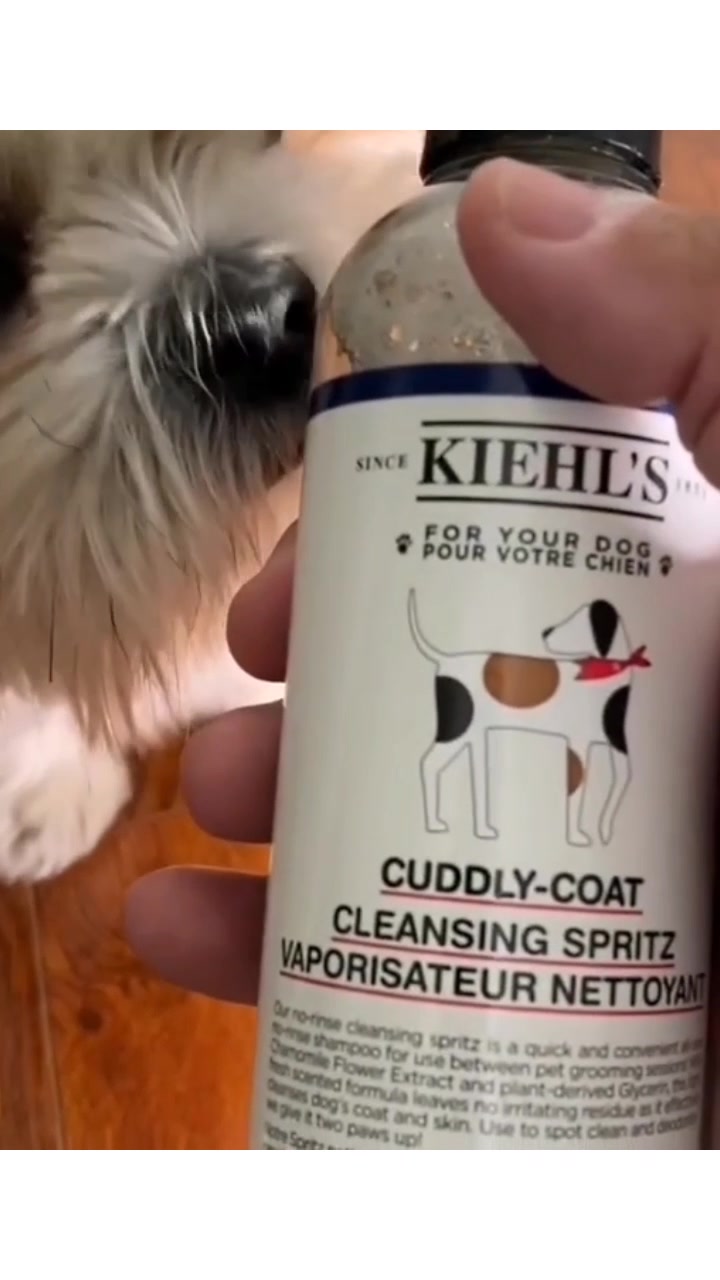 SINCE KIEHL'S 1851
FOR YOUR DOG
POUR VOTRE CHIEN
CUDDLY-COAT
CLEANSING SPRITZ
VAPORISATEUR NETTOYANT
Our no-rinse cleansing spritz is a quick and convenient
no-rinse shampoo for use between pet grooming sessions.
Chamomile Flower Extract and plant-derived Glycerin, this
fresh scented formula leaves no irritating residue as it
cleanses dog's coat and skin. Use to spot clean and
we give it two paws up!
Notre Spritz